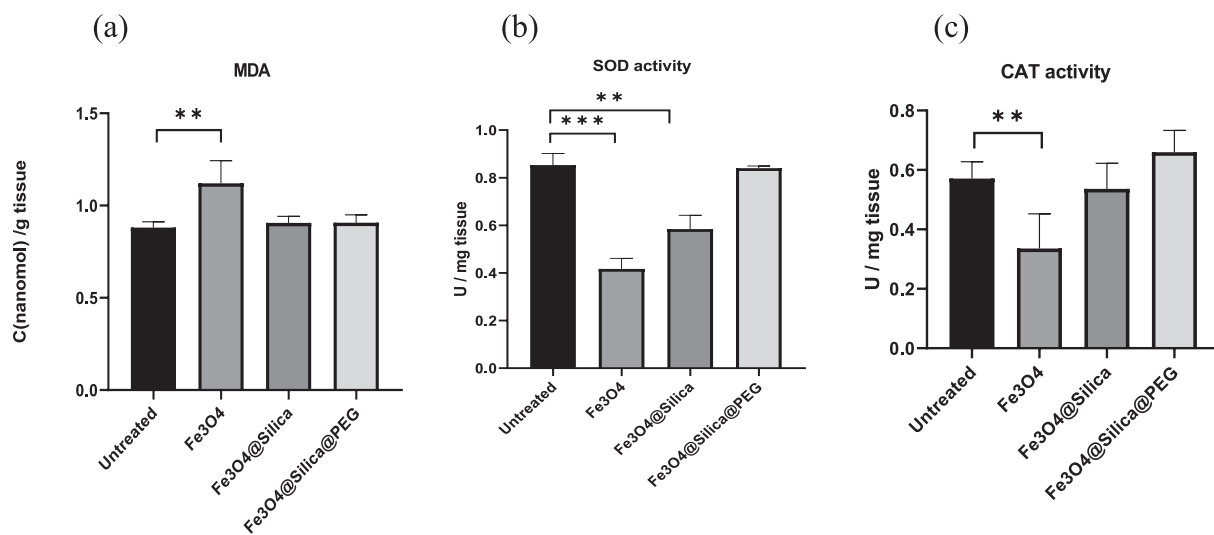 (a)
MDA
**
1.5
1.0
0.5
0.0
C(nanomol) /g tissue
Untreated
Fe3O4
Fe3O4@Silica
Fe3O4@Silica@PEG
(b)
SOD activity
**
***
1.0
0.8
0.6
0.4
0.2
0.0
U / mg tissue
Untreated
Fe3O4
Fe3O4@Silica
Fe3O4@Silica@PEG
(c)
CAT activity
**
0.8
0.6
0.4
0.2
0.0
U / mg tissue
Untreated
Fe3O4
Fe3O4@Silica
Fe3O4@Silica@PEG